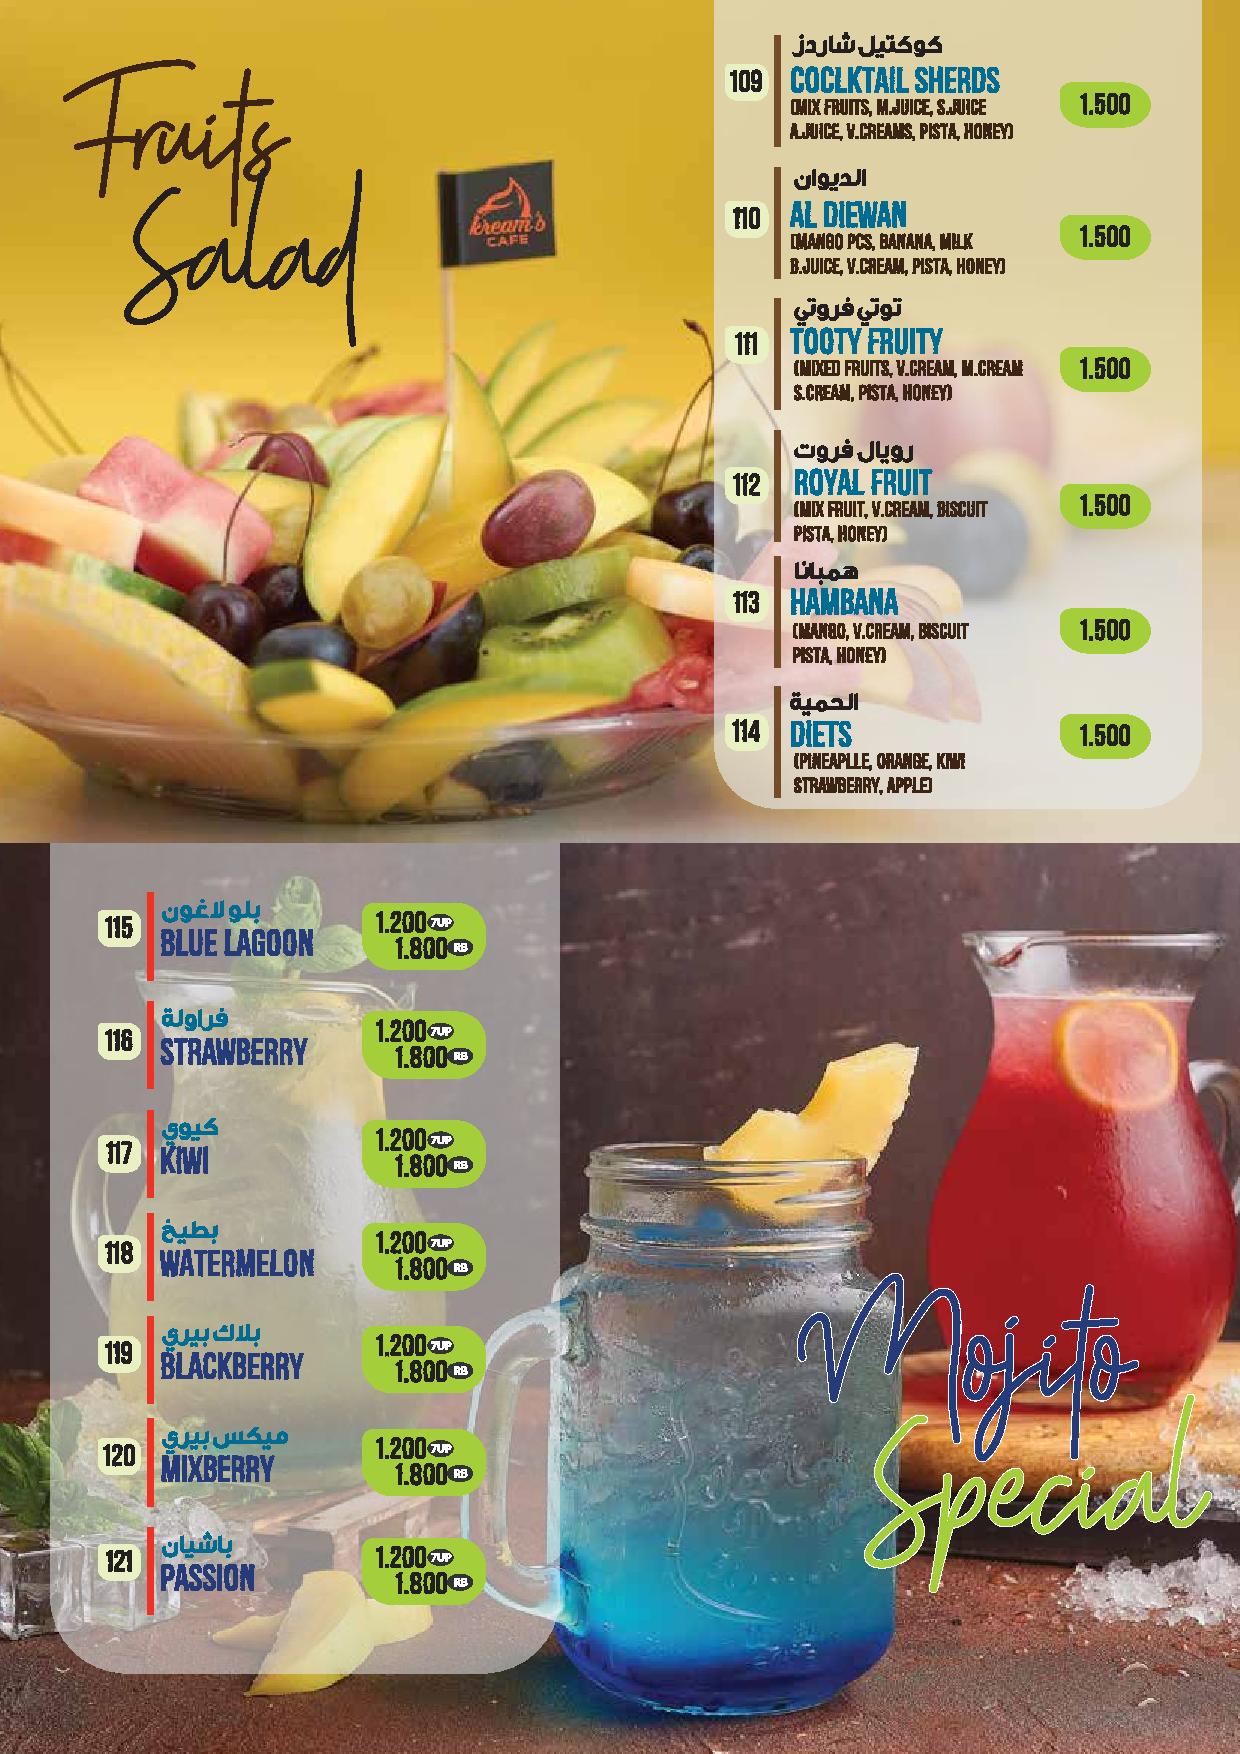 Fruits
Salad
kream's
CAFE
كوكتيل شاردز
109
COCLKTAIL SHERDS
(MIX FRUITS, M.JUICE, S.JUICE
A.JUICE, V.CREAMS, PISTA, HONEY)
1.500
الديوان
110
AL DIEWAN
(MANGO PCS, BANANA, MILK
B.JUICE, V.CREAM, PISTA, HONEY)
1.500
توتي فروتي
111
TOOTY FRUITY
(MIXED FRUITS, V.CREAM, M.CREAM
S.CREAM, PISTA, HONEY)
1.500
رويال فروت
112
ROYAL FRUIT
(MIX FRUIT, V.CREAM, BISCUIT
PISTA, HONEY)
1.500
همبانا
113
HAMBANA
(MANGO, V.CREAM, BISCUIT
PISTA, HONEY)
1.500
الحمية
114
DIETS
(PINEAPLLE, ORANGE, KIWI
STRAWBERRY, APPLE)
1.500
بلو لاغون
115
BLUE LAGOON
1.200 7UP
1.800 RB
فراولة
116
STRAWBERRY
1.200 7UP
1.800 RB
كيوي
117
KIWI
1.200 7UP
1.800 RB
بطيخ
118
WATERMELON
1.200 7UP
1.800 RB
بلاك بيري
119
BLACKBERRY
1.200 7UP
1.800 RB
ميكس بيري
120
MIXBERRY
1.200 7UP
1.800 RB
باشيان
121
PASSION
1.200 7UP
1.800 RB
Mojito
Special